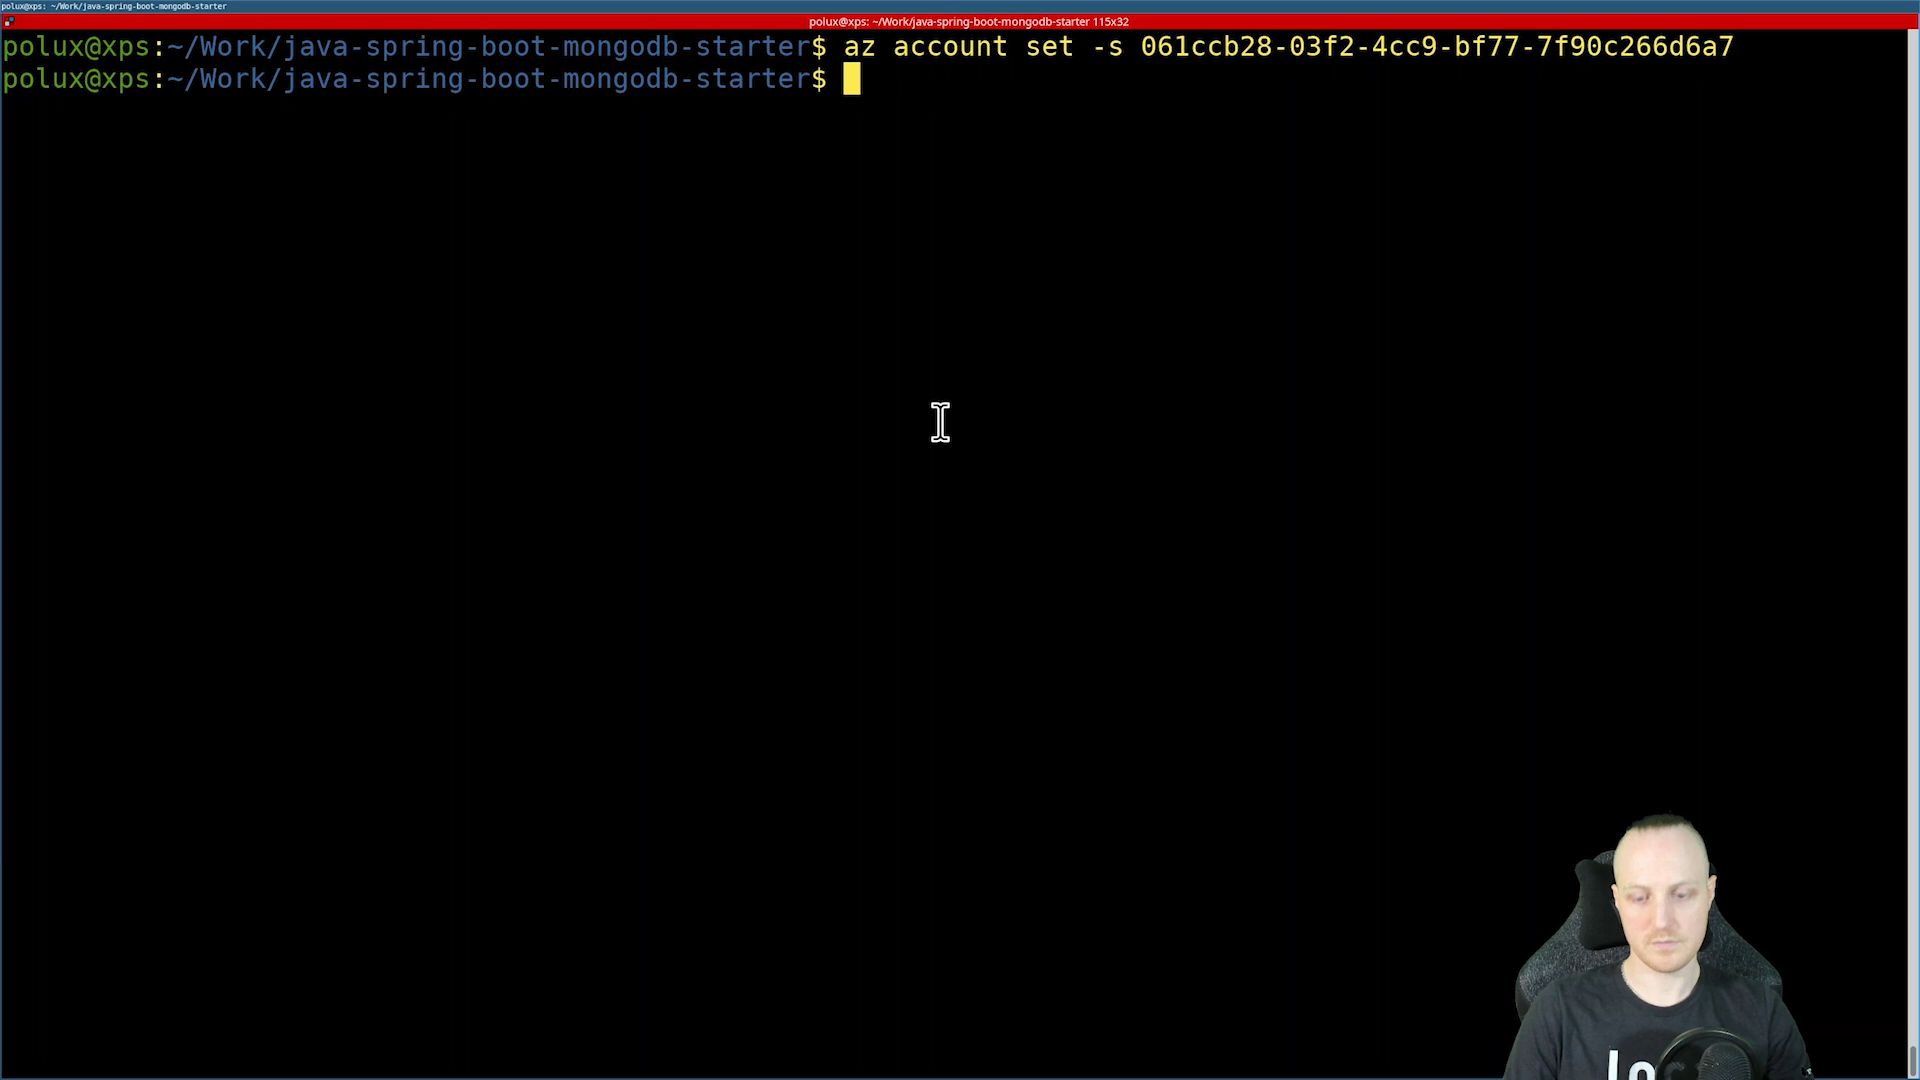 polux@xps: ~/Work/java-spring-boot-mongodb-starter
polux@xps: ~/Work/java-spring-boot-mongodb-starter 115x32
polux@xps:~/Work/java-spring-boot-mongodb-starter$ az account set -s 061ccb28-03f2-4cc9-bf77-7f90c266d6a7
polux@xps:~/Work/java-spring-boot-mongodb-starter$